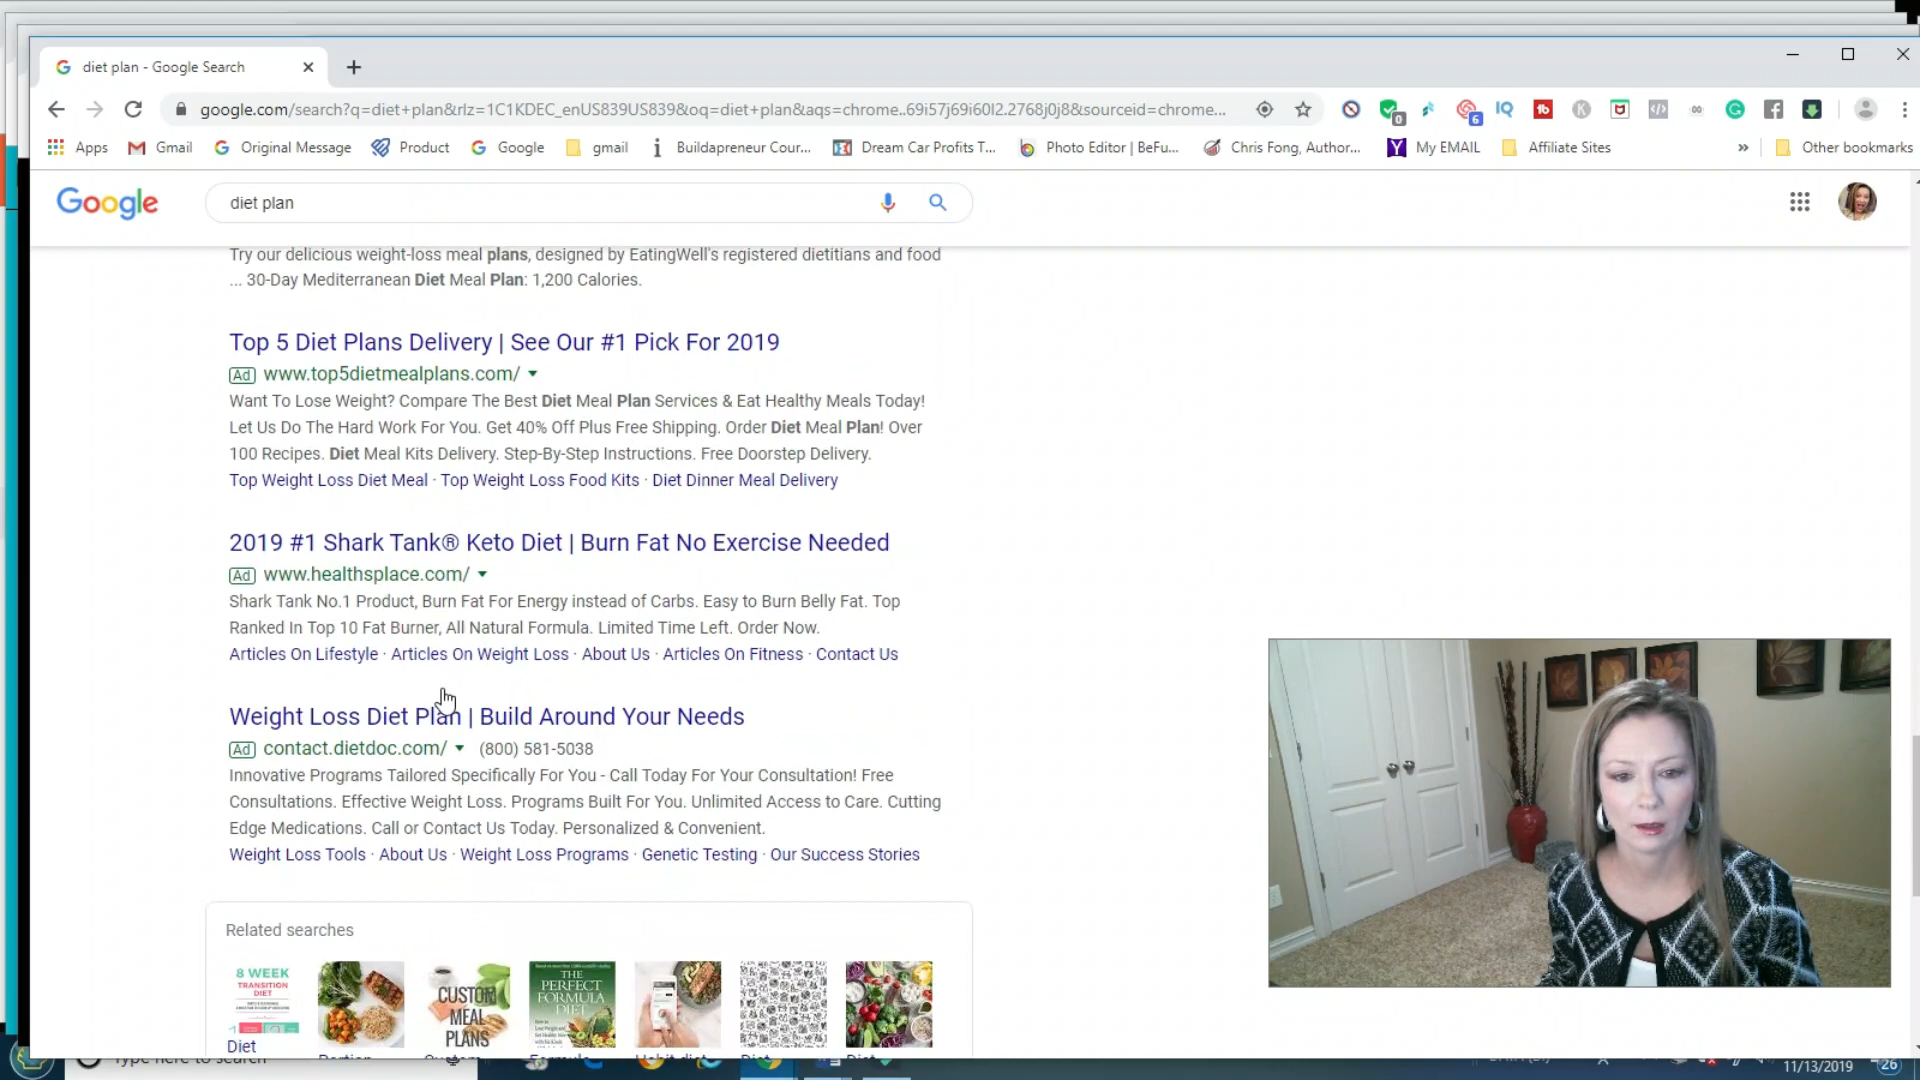 diet plan - Google Search
google.com/search?q=diet+plan&rlz=1C1KDEC_enUS839US839&oq=diet+plan&aqs=chrome..69i57j69i60l2.2768j0j8&sourceid=chrome...
0
6
IQ
Apps Gmail Original Message Product Google gmail Buildapreneur Cour... Dream Car Profits T... Photo Editor | BeFu... Chris Fong, Author... My EMAIL Affiliate Sites » Other bookmarks
Google
diet plan
Try our delicious weight-loss meal plans, designed by EatingWell's registered dietitians and food
... 30-Day Mediterranean Diet Meal Plan: 1,200 Calories.
Top 5 Diet Plans Delivery | See Our #1 Pick For 2019
Ad www.top5dietmealplans.com/
Want To Lose Weight? Compare The Best Diet Meal Plan Services & Eat Healthy Meals Today!
Let Us Do The Hard Work For You. Get 40% Off Plus Free Shipping. Order Diet Meal Plan! Over
100 Recipes. Diet Meal Kits Delivery. Step-By-Step Instructions. Free Doorstep Delivery.
Top Weight Loss Diet Meal · Top Weight Loss Food Kits · Diet Dinner Meal Delivery
2019 #1 Shark Tank® Keto Diet | Burn Fat No Exercise Needed
Ad www.healthsplace.com/
Shark Tank No.1 Product, Burn Fat For Energy instead of Carbs. Easy to Burn Belly Fat. Top
Ranked In Top 10 Fat Burner, All Natural Formula. Limited Time Left. Order Now.
Articles On Lifestyle · Articles On Weight Loss · About Us · Articles On Fitness · Contact Us
Weight Loss Diet Plan | Build Around Your Needs
Ad contact.dietdoc.com/ (800) 581-5038
Innovative Programs Tailored Specifically For You - Call Today For Your Consultation! Free
Consultations. Effective Weight Loss. Programs Built For You. Unlimited Access to Care. Cutting
Edge Medications. Call or Contact Us Today. Personalized & Convenient.
Weight Loss Tools · About Us · Weight Loss Programs · Genetic Testing · Our Success Stories
Related searches
8 WEEK
TRANSITION
DIET
CUSTOM
MEAL
PLANS
THE
PERFECT
FORMULA
DIET
Diet
Type here to search
11/13/2019
26